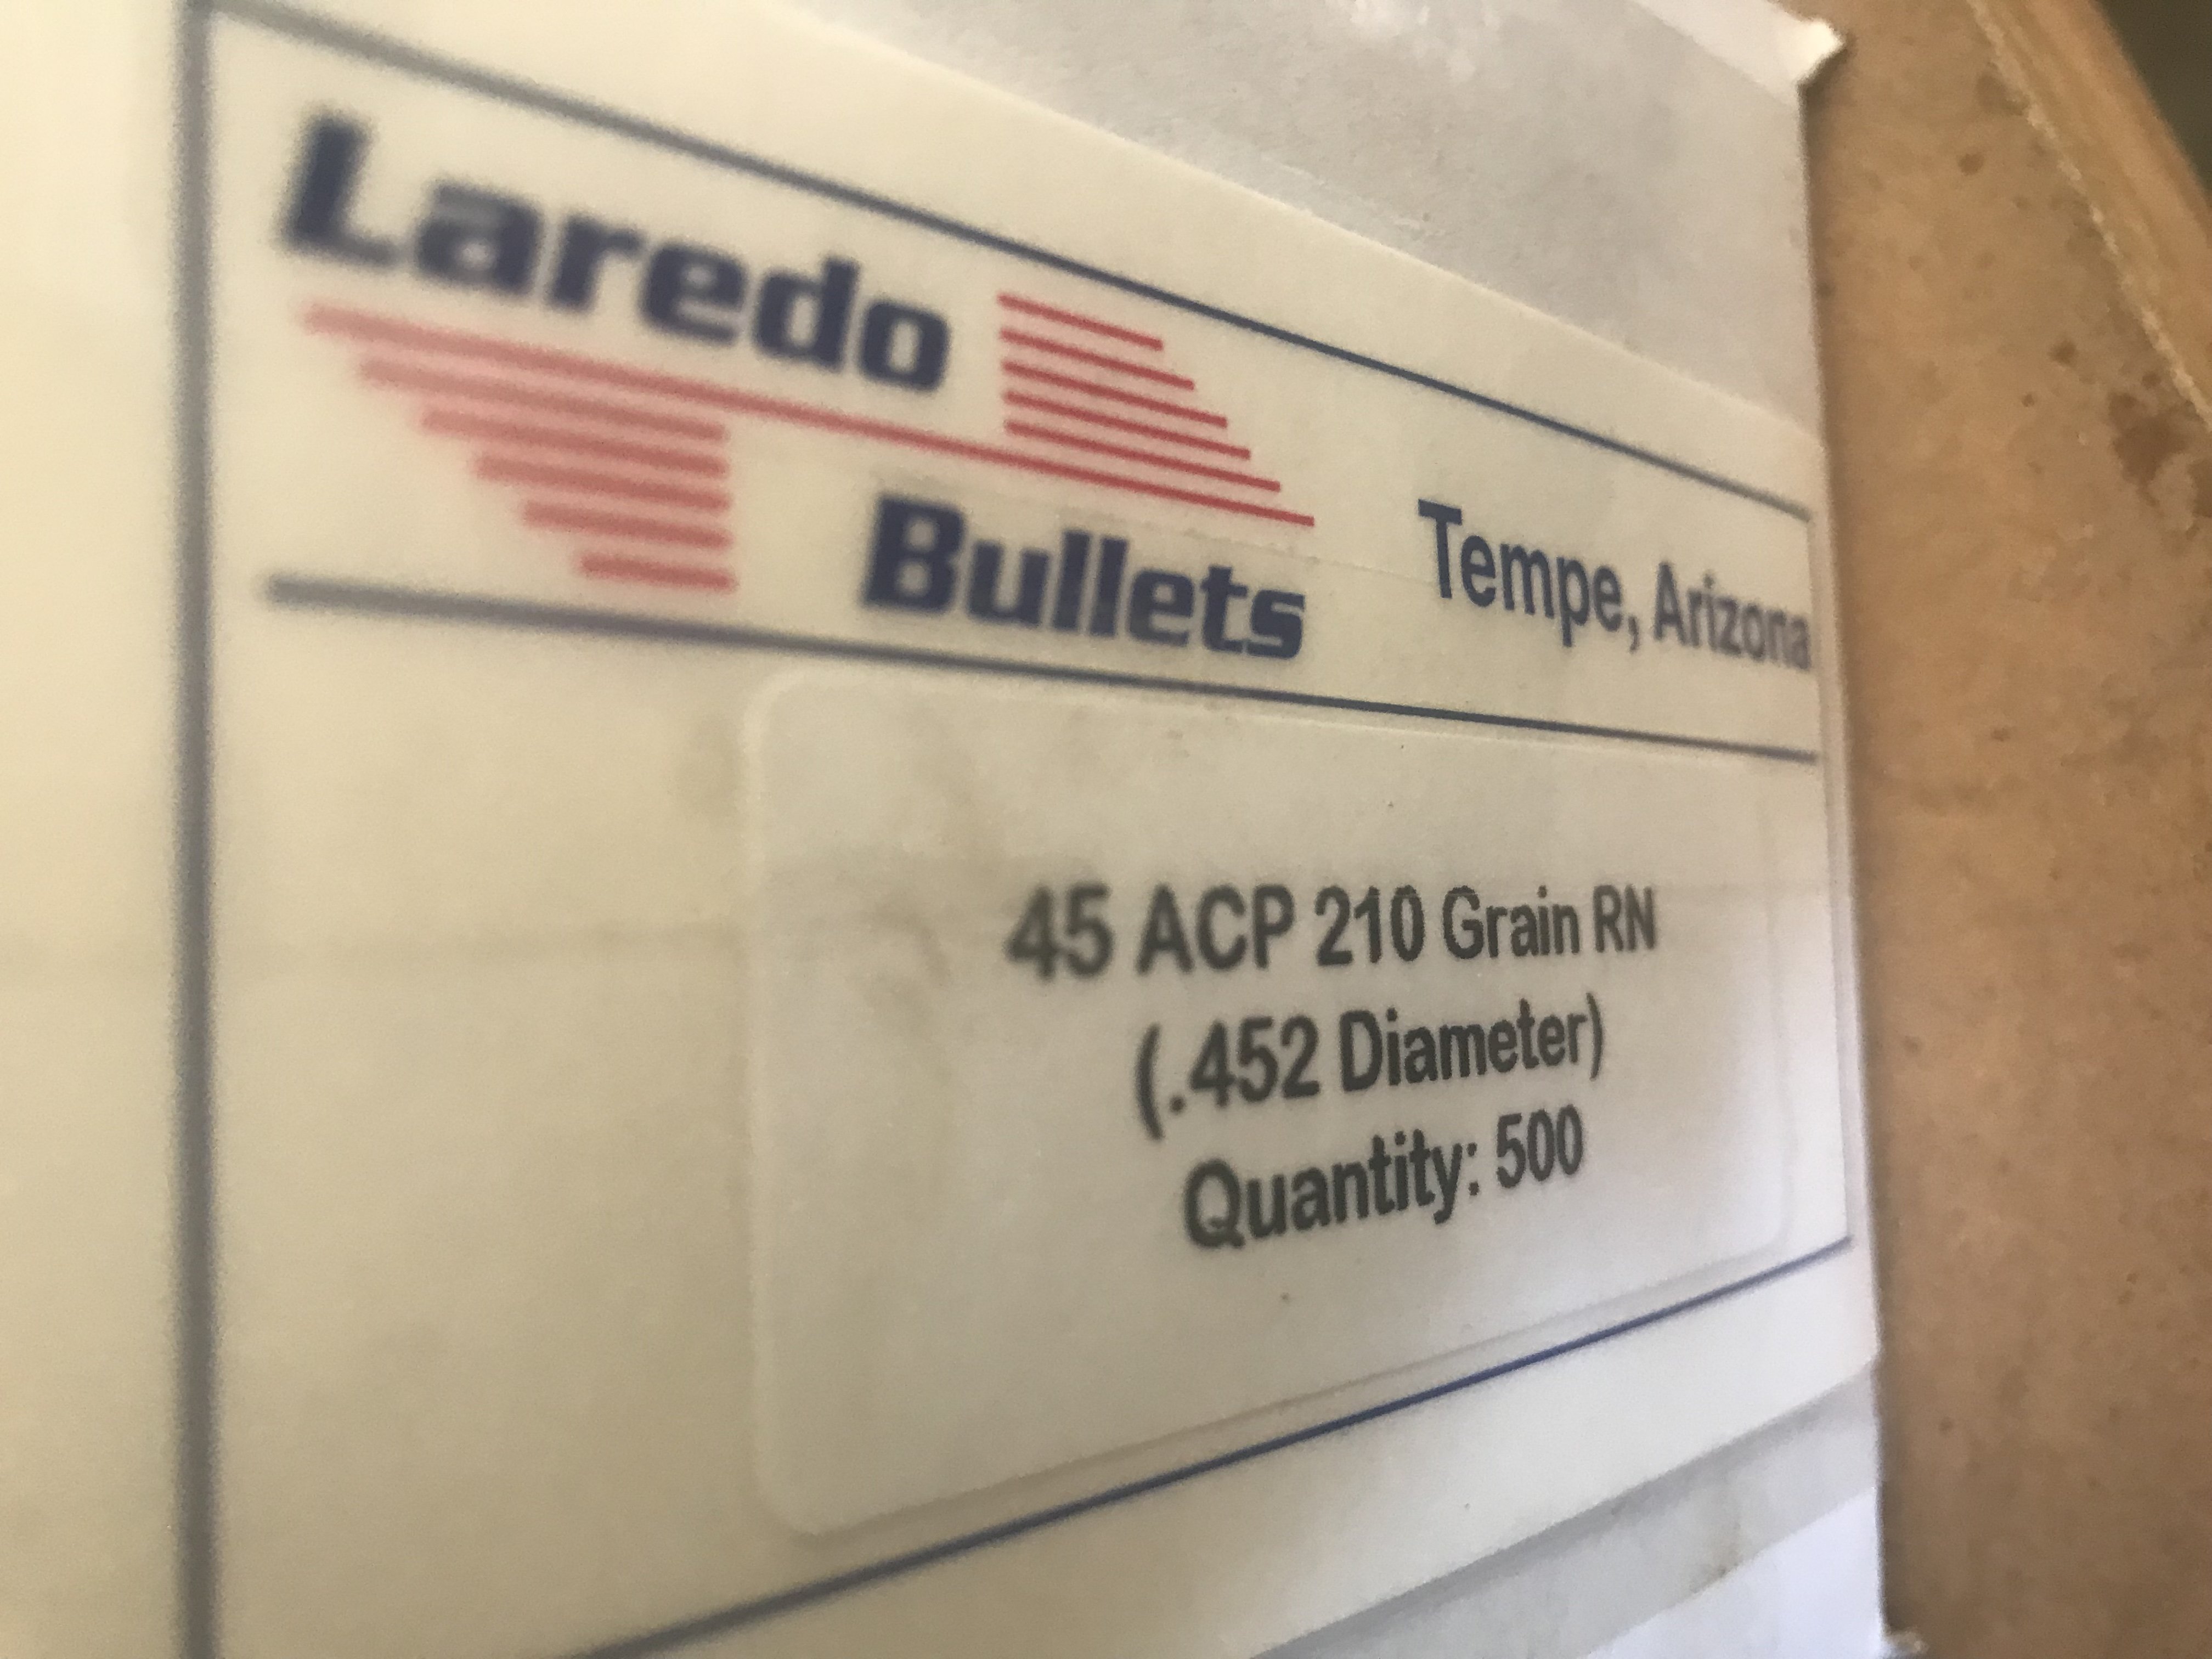 Laredo
Bullets
Tempe, Arizona
45 ACP 210 Grain RN
(.452 Diameter)
Quantity: 500